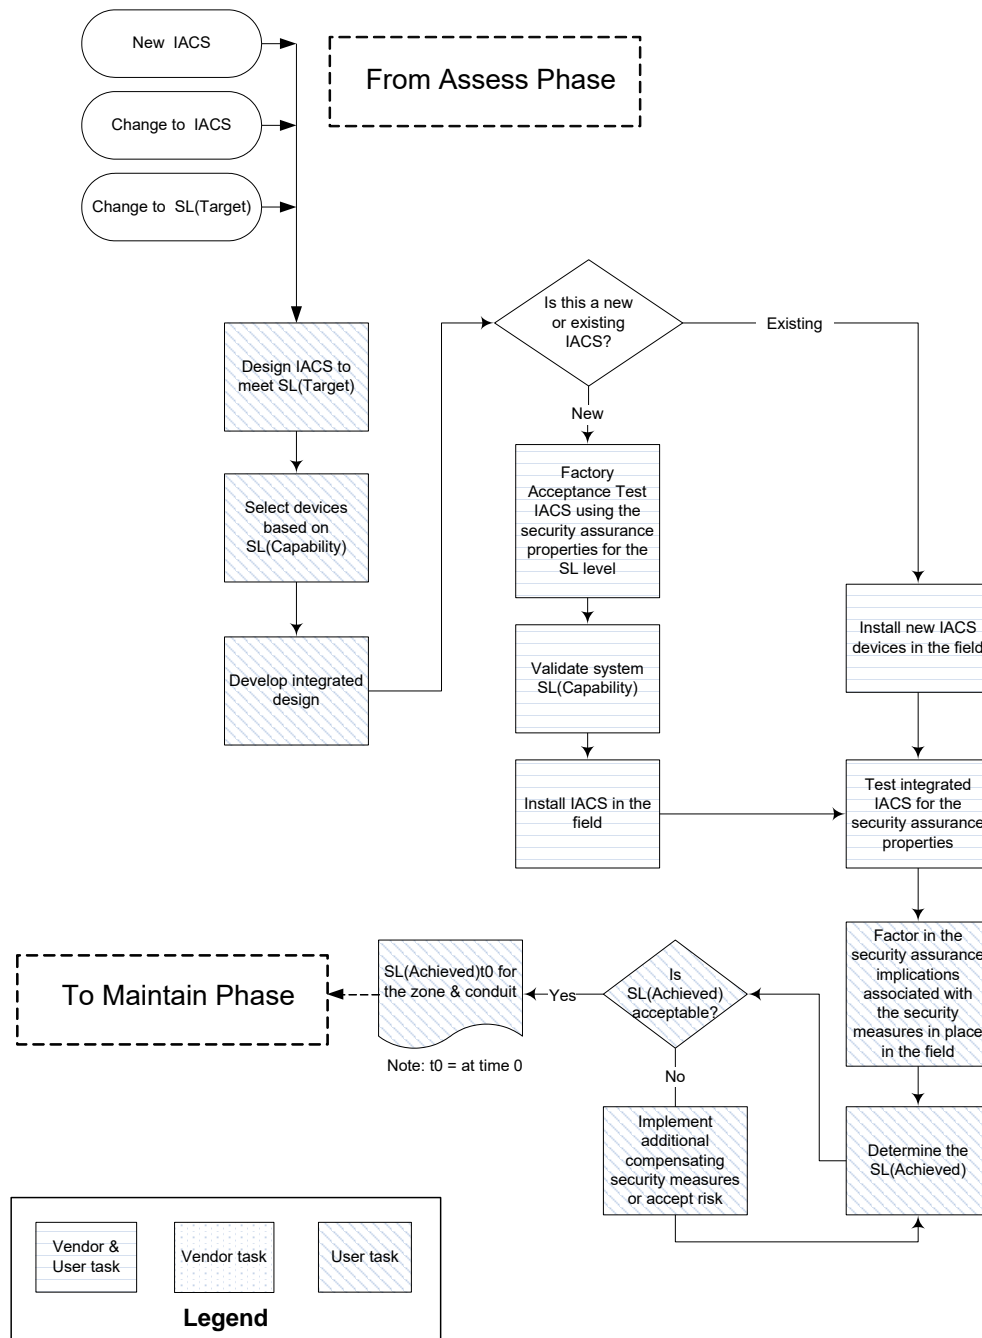 New IACS
From Assess Phase
Change to IACS
Change to SL(Target)
Is this a new
or existing
IACS?
Existing
New
Design IACS to
meet SL(Target)
Select devices
based on
SL(Capability)
Develop integrated
design
Factory
Acceptance Test
IACS using the
security assurance
properties for the
SL level
Validate system
SL(Capability)
Install IACS in the
field
Install new IACS
devices in the field
Test integrated
IACS for the
security assurance
properties
Factor in the
security assurance
implications
associated with
the security
measures in place
in the field
Determine the
SL(Achieved)
Is
SL(Achieved)
acceptable?
Yes
No
Implement
additional
compensating
security measures
or accept risk
SL(Achieved)t0 for
the zone & conduit
Note: t0 = at time 0
To Maintain Phase
Vendor &
User task
Vendor task
User task
Legend